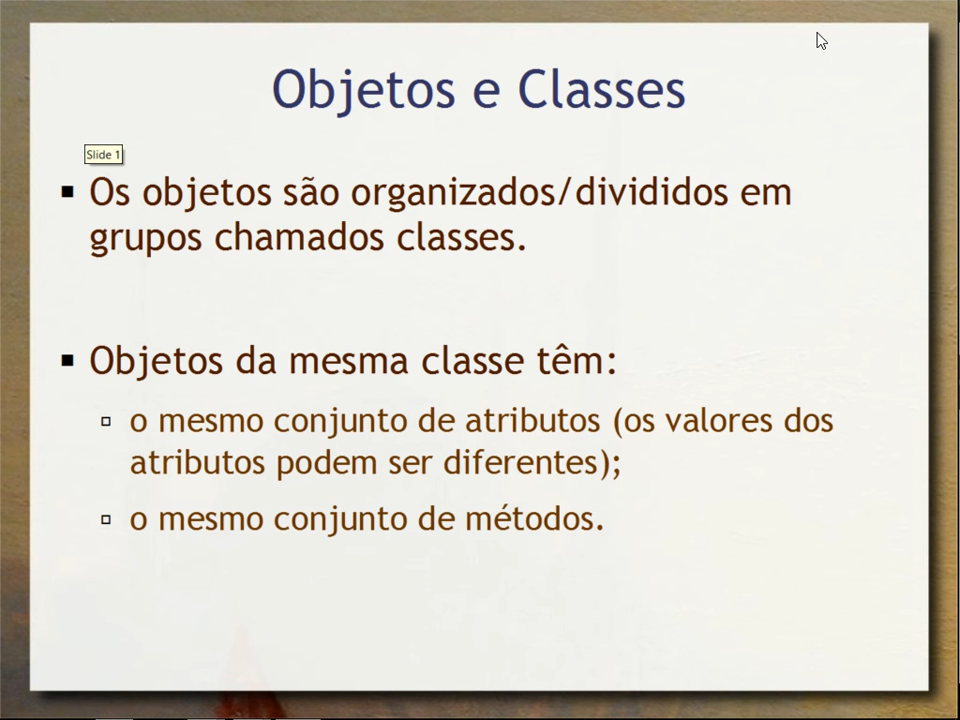 Objetos e Classes
Slide 1
Os objetos são organizados/divididos em
grupos chamados classes.
Objetos da mesma classe têm:
o mesmo conjunto de atributos (os valores dos
atributos podem ser diferentes);
o mesmo conjunto de métodos.